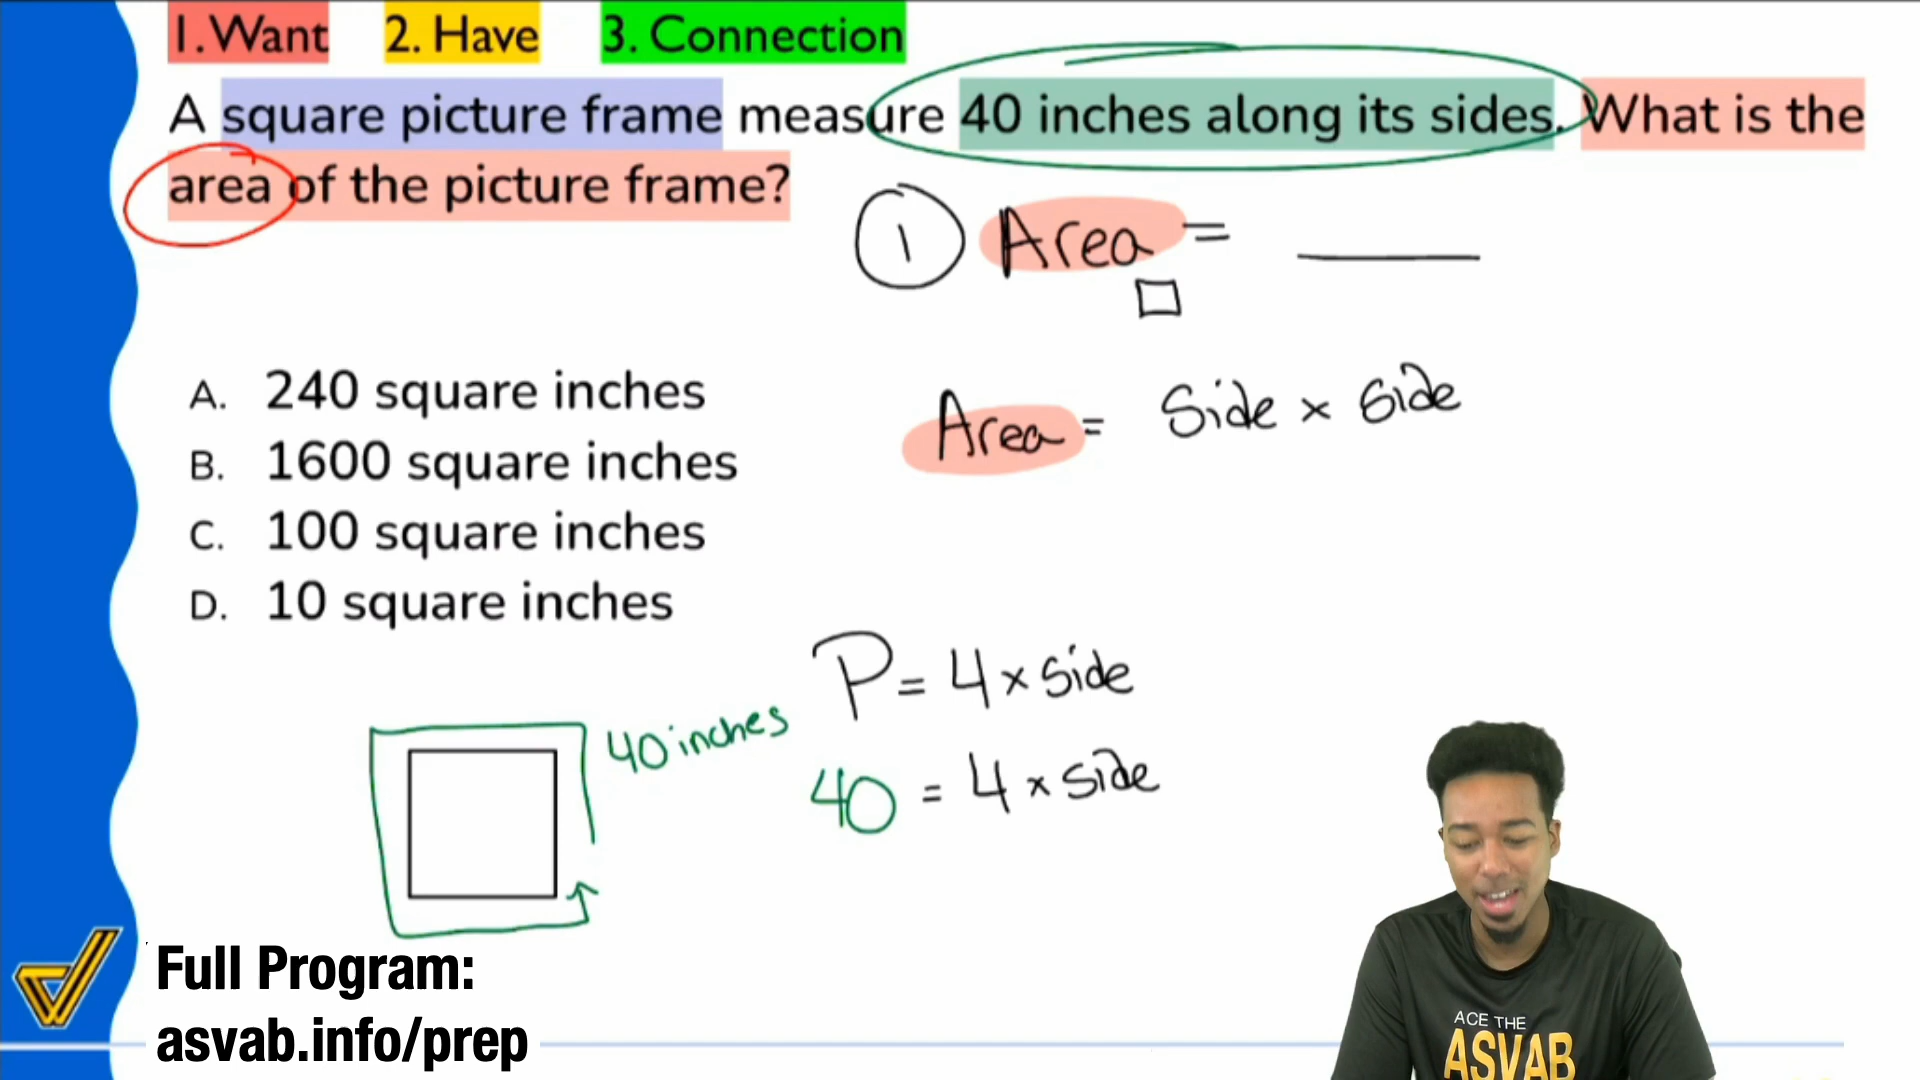 1. Want 2. Have 3. Connection
A square picture frame measure 40 inches along its sides. What is the
area of the picture frame?
1 Area = ____
A. 240 square inches
B. 1600 square inches
C. 100 square inches
D. 10 square inches
Area = Side × Side
P = 4 × Side
40 inches
40 = 4 × Side
Full Program:
asvab.info/prep
ACE THE
ASVAB